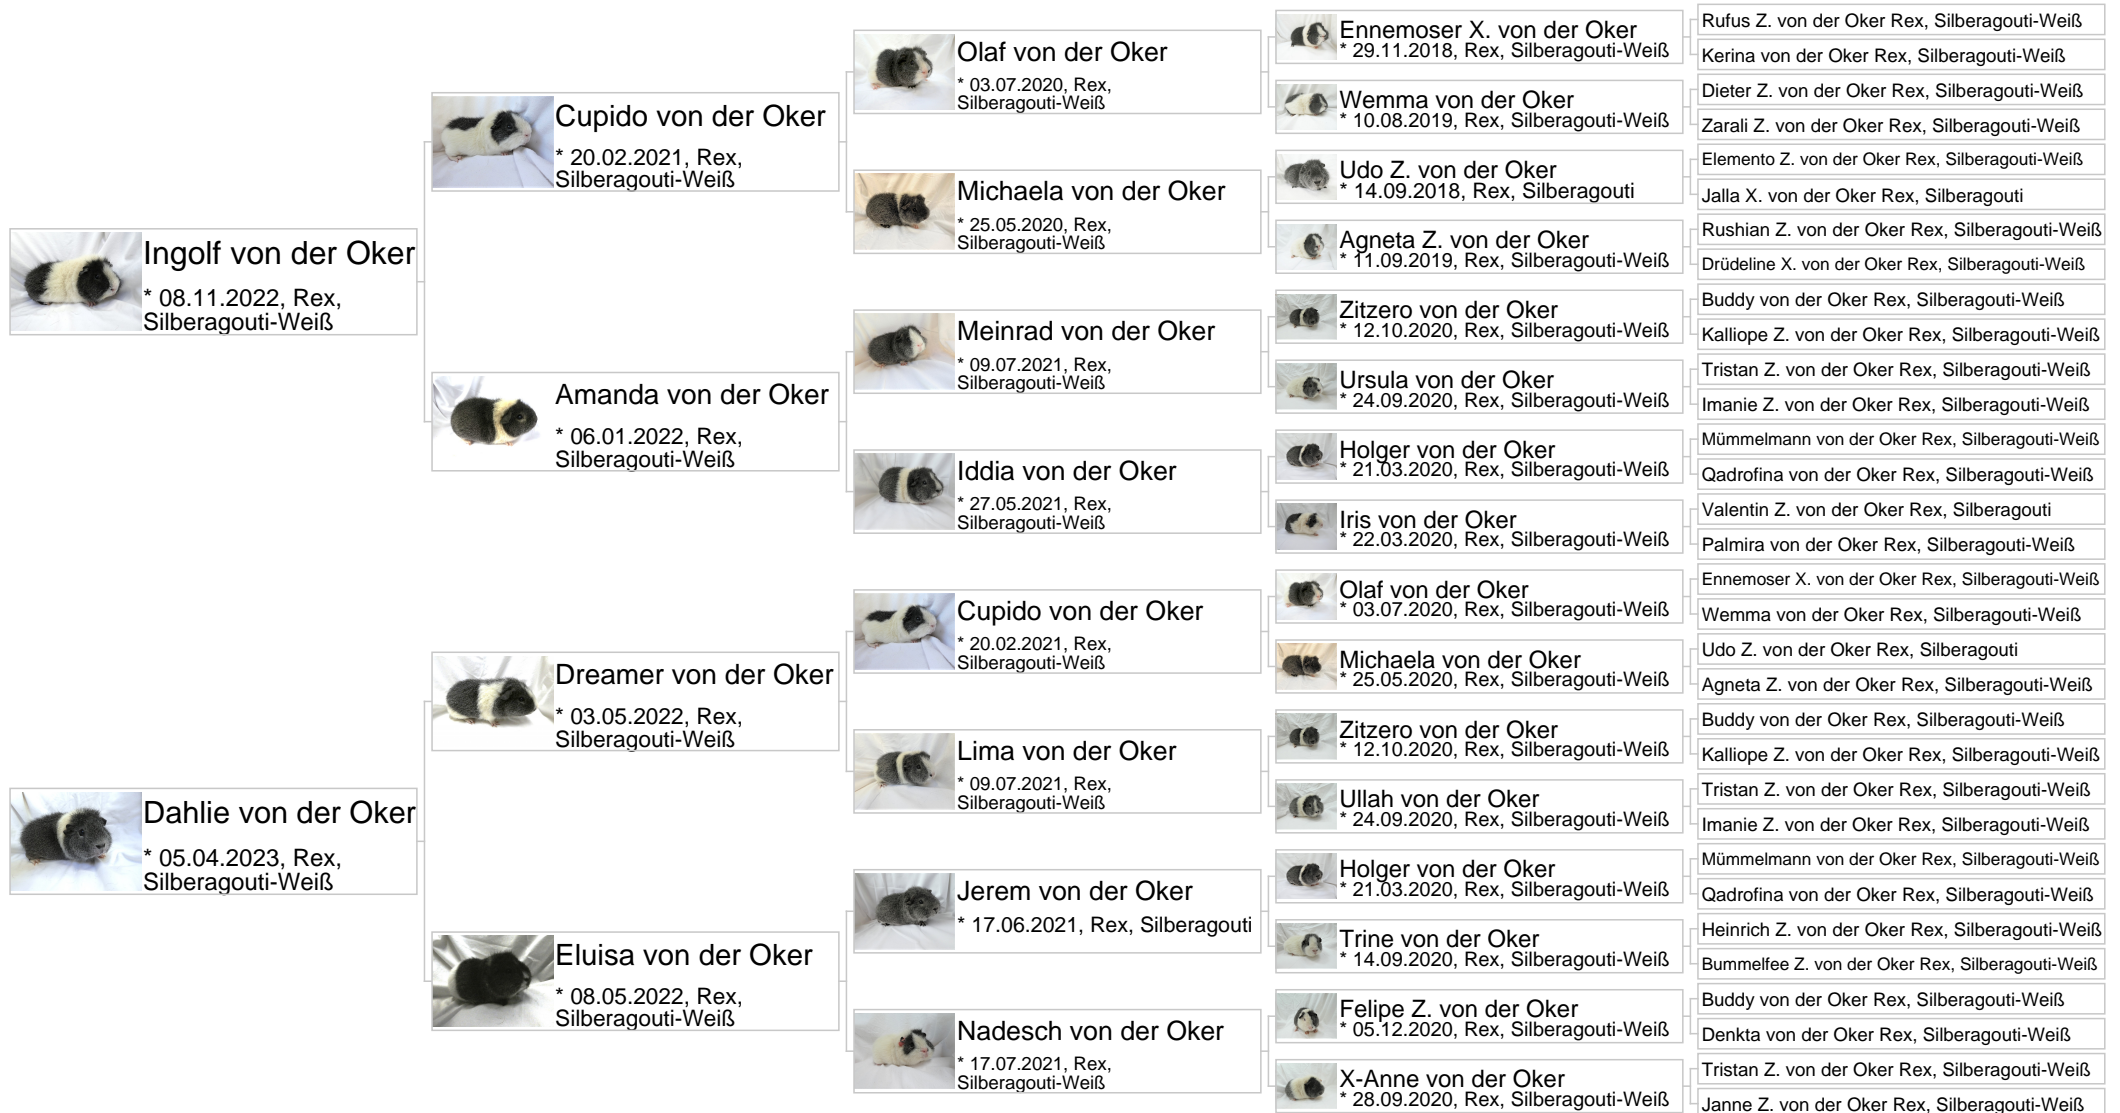 Ingolf von der Oker
* 08.11.2022, Rex,
Silberagouti-Weiß
Dahlie von der Oker
* 05.04.2023, Rex,
Silberagouti-Weiß
Cupido von der Oker
* 20.02.2021, Rex,
Silberagouti-Weiß
Amanda von der Oker
* 06.01.2022, Rex,
Silberagouti-Weiß
Dreamer von der Oker
* 03.05.2022, Rex,
Silberagouti-Weiß
Eluisa von der Oker
* 08.05.2022, Rex,
Silberagouti-Weiß
Olaf von der Oker
* 03.07.2020, Rex,
Silberagouti-Weiß
Michaela von der Oker
* 25.05.2020, Rex,
Silberagouti-Weiß
Meinrad von der Oker
* 09.07.2021, Rex,
Silberagouti-Weiß
Iddia von der Oker
* 27.05.2021, Rex,
Silberagouti-Weiß
Cupido von der Oker
* 20.02.2021, Rex,
Silberagouti-Weiß
Lima von der Oker
* 09.07.2021, Rex,
Silberagouti-Weiß
Jerem von der Oker
* 17.06.2021, Rex, Silberagouti
Nadesch von der Oker
* 17.07.2021, Rex,
Silberagouti-Weiß
Ennemoser X. von der Oker
* 29.11.2018, Rex, Silberagouti-Weiß
Wemma von der Oker
* 10.08.2019, Rex, Silberagouti-Weiß
Udo Z. von der Oker
* 14.09.2018, Rex, Silberagouti
Agneta Z. von der Oker
* 11.09.2019, Rex, Silberagouti-Weiß
Zitzero von der Oker
* 12.10.2020, Rex, Silberagouti-Weiß
Ursula von der Oker
* 24.09.2020, Rex, Silberagouti-Weiß
Holger von der Oker
* 21.03.2020, Rex, Silberagouti-Weiß
Iris von der Oker
* 22.03.2020, Rex, Silberagouti-Weiß
Olaf von der Oker
* 03.07.2020, Rex, Silberagouti-Weiß
Michaela von der Oker
* 25.05.2020, Rex, Silberagouti-Weiß
Zitzero von der Oker
* 12.10.2020, Rex, Silberagouti-Weiß
Ullah von der Oker
* 24.09.2020, Rex, Silberagouti-Weiß
Holger von der Oker
* 21.03.2020, Rex, Silberagouti-Weiß
Trine von der Oker
* 14.09.2020, Rex, Silberagouti-Weiß
Felipe Z. von der Oker
* 05.12.2020, Rex, Silberagouti-Weiß
X-Anne von der Oker
* 28.09.2020, Rex, Silberagouti-Weiß
Rufus Z. von der Oker Rex, Silberagouti-Weiß
Kerina von der Oker Rex, Silberagouti-Weiß
Dieter Z. von der Oker Rex, Silberagouti-Weiß
Zarali Z. von der Oker Rex, Silberagouti-Weiß
Elemento Z. von der Oker Rex, Silberagouti-Weiß
Jalla X. von der Oker Rex, Silberagouti
Rushian Z. von der Oker Rex, Silberagouti-Weiß
Drüdeline X. von der Oker Rex, Silberagouti-Weiß
Buddy von der Oker Rex, Silberagouti-Weiß
Kalliope Z. von der Oker Rex, Silberagouti-Weiß
Tristan Z. von der Oker Rex, Silberagouti-Weiß
Imanie Z. von der Oker Rex, Silberagouti-Weiß
Mümmelmann von der Oker Rex, Silberagouti-Weiß
Qadrofina von der Oker Rex, Silberagouti-Weiß
Valentin Z. von der Oker Rex, Silberagouti
Palmira von der Oker Rex, Silberagouti-Weiß
Ennemoser X. von der Oker Rex, Silberagouti-Weiß
Wemma von der Oker Rex, Silberagouti-Weiß
Udo Z. von der Oker Rex, Silberagouti
Agneta Z. von der Oker Rex, Silberagouti-Weiß
Buddy von der Oker Rex, Silberagouti-Weiß
Kalliope Z. von der Oker Rex, Silberagouti-Weiß
Tristan Z. von der Oker Rex, Silberagouti-Weiß
Imanie Z. von der Oker Rex, Silberagouti-Weiß
Mümmelmann von der Oker Rex, Silberagouti-Weiß
Qadrofina von der Oker Rex, Silberagouti-Weiß
Heinrich Z. von der Oker Rex, Silberagouti-Weiß
Bummelfee Z. von der Oker Rex, Silberagouti-Weiß
Buddy von der Oker Rex, Silberagouti-Weiß
Denkta von der Oker Rex, Silberagouti-Weiß
Tristan Z. von der Oker Rex, Silberagouti-Weiß
Janne Z. von der Oker Rex, Silberagouti-Weiß